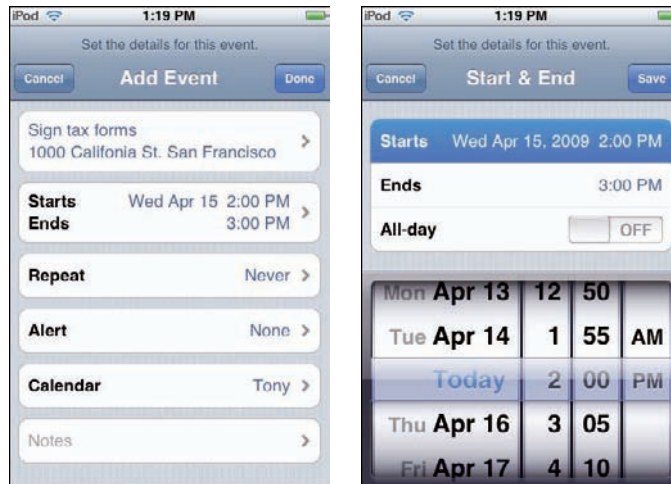 iPod 1:19 PM
Set the details for this event.
Cancel Add Event Done
Sign tax forms
1000 Califonia St. San Francisco
Starts Wed Apr 15 2:00 PM
Ends 3:00 PM
Repeat Never
Alert None
Calendar Tony
Notes
iPod 1:19 PM
Set the details for this event.
Cancel Start & End Save
Starts Wed Apr 15, 2009 2:00 PM
Ends 3:00 PM
All-day OFF
Mon Apr 13 12 50
Tue Apr 14 1 55 AM
Today 2 00 PM
Thu Apr 16 3 05
Fri Apr 17 4 10